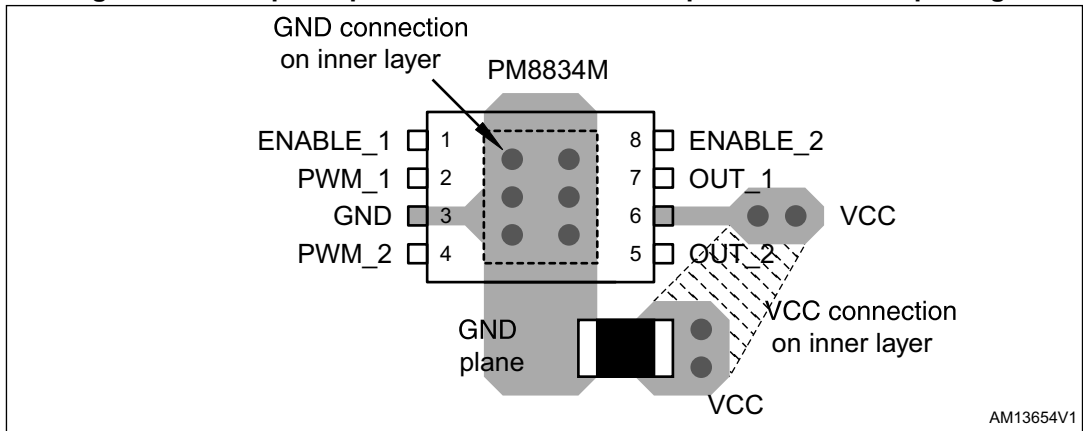 GND connection
on inner layer
PM8834M
ENABLE_1 1 8 ENABLE_2
PWM_1 2 7 OUT_1
GND 3 6 VCC
PWM_2 4 5 OUT_2
GND
plane
VCC connection
on inner layer
VCC
AM13654V1